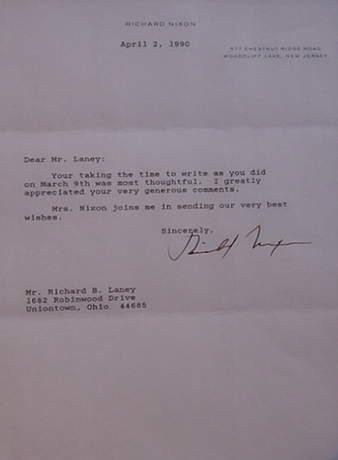 RICHARD NIXON
April 2, 1990
577 CHESTNUT RIDGE ROAD
WOODCLIFF LAKE, NEW JERSEY
Dear Mr. Laney:
Your taking the time to write as you did
on March 9th was most thoughtful. I greatly
appreciated your very generous comments.
Mrs. Nixon joins me in sending our very best
wishes.
Sincerely,
Mr. Richard B. Laney
1682 Robinwood Drive
Uniontown, Ohio 44685